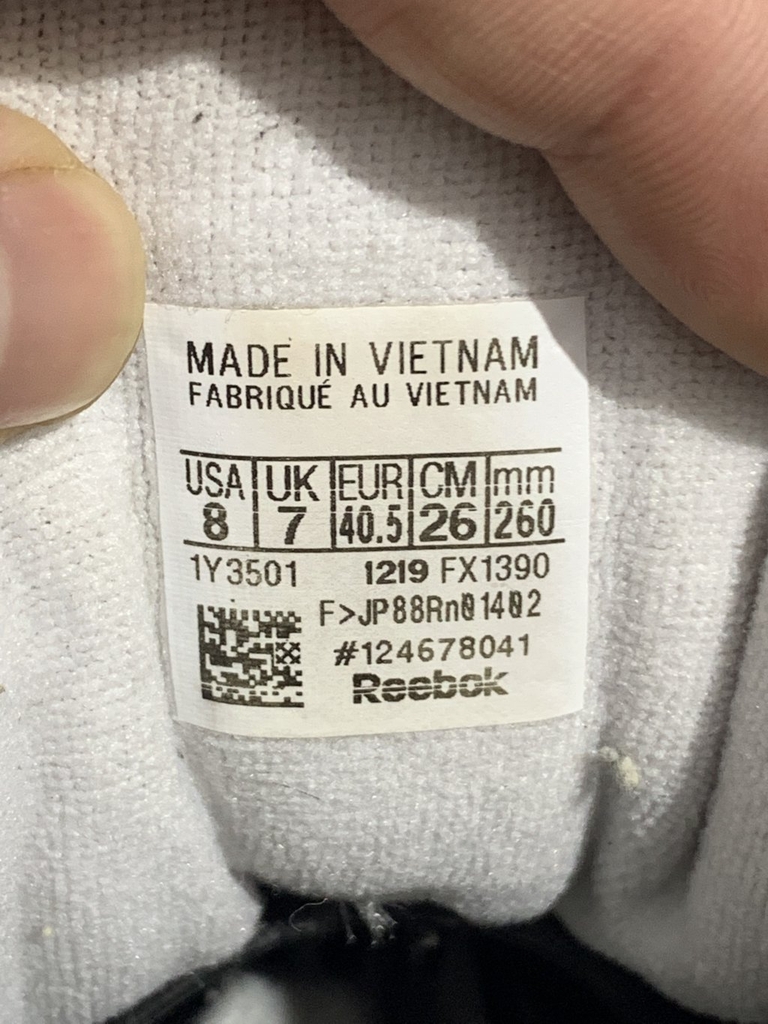 MADE IN VIETNAM
FABRIQUÉ AU VIETNAM
USA UK EUR CM mm
8 7 40.5 26 260
1Y3501 1219 FX1390
F>JP88Rn01402
#124678041
Reebok